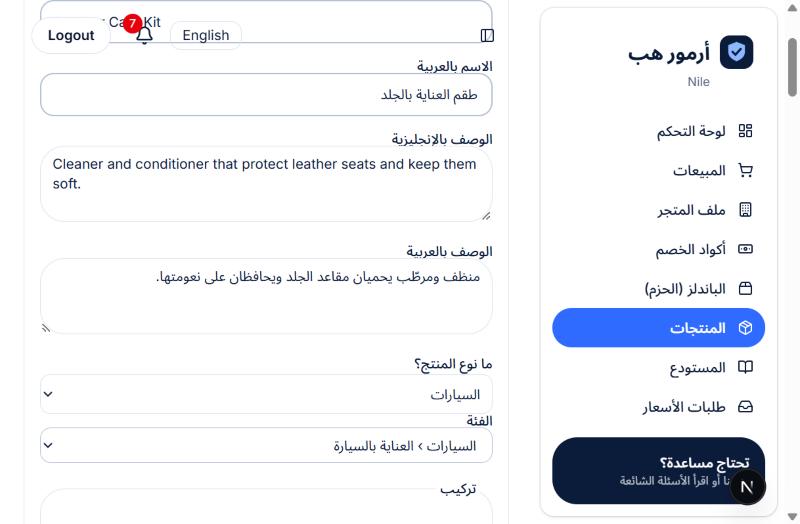 أرمور هب
Nile
لوحة التحكم
المبيعات
ملف المتجر
أكواد الخصم
الباندلز (الحزم)
المنتجات
المستودع
طلبات الأسعار
تحتاج مساعدة؟
أو اقرأ الأسئلة الشائعة
N
Kit
English
7
Logout
الاسم بالعربية
طقم العناية بالجلد
الوصف بالإنجليزية
Cleaner and conditioner that protect leather seats and keep them
soft.
الوصف بالعربية
منظف ومرطّب يحميان مقاعد الجلد ويحافظان على نعومتها.
ما نوع المنتج؟
السيارات
الفئة
السيارات › العناية بالسيارة
تركيب